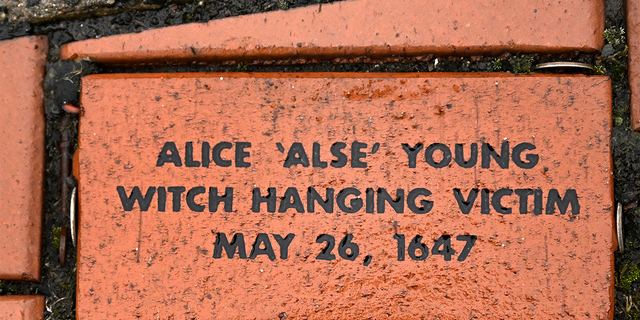 ALICE 'ALSE' YOUNG
WITCH HANGING VICTIM
MAY 26, 1647